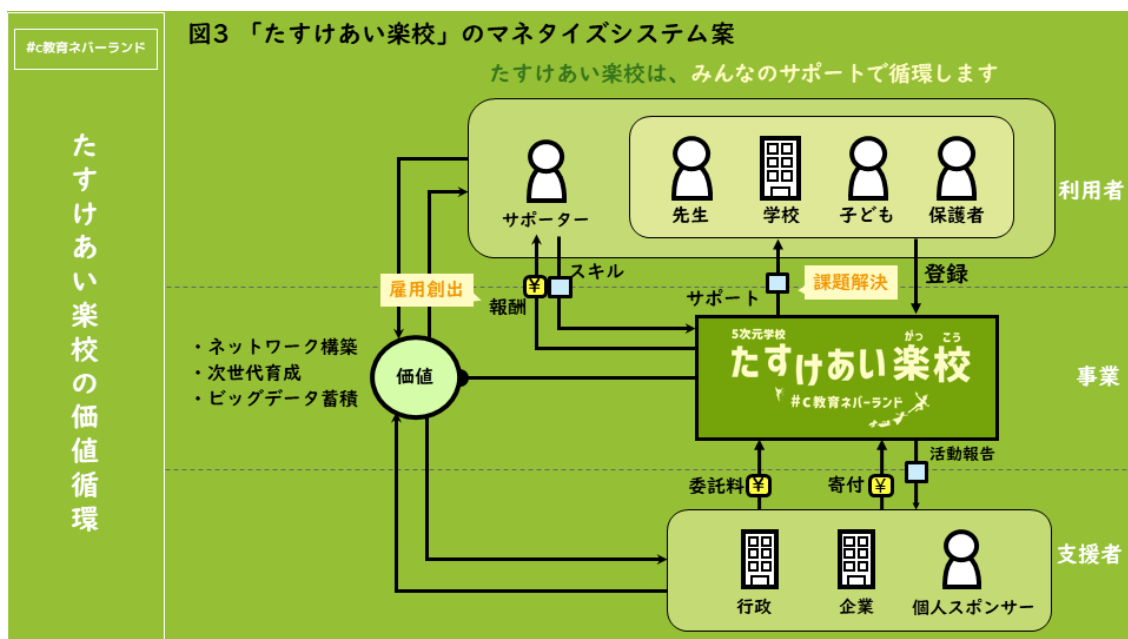 #c教育ネバーランド
たすけあい楽校の価値循環
図3 「たすけあい楽校」のマネタイズシステム案
たすけあい楽校は、みんなのサポートで循環します
サポーター
先生
学校
子ども
保護者
利用者
雇用創出
¥
報酬
スキル
サポート
課題解決
登録
・ネットワーク構築
・次世代育成
・ビッグデータ蓄積
価値
5次元学校
がっ こう
たすけあい楽校
#c教育ネバーランド
事業
委託料
¥
寄付
¥
活動報告
行政
企業
個人スポンサー
支援者